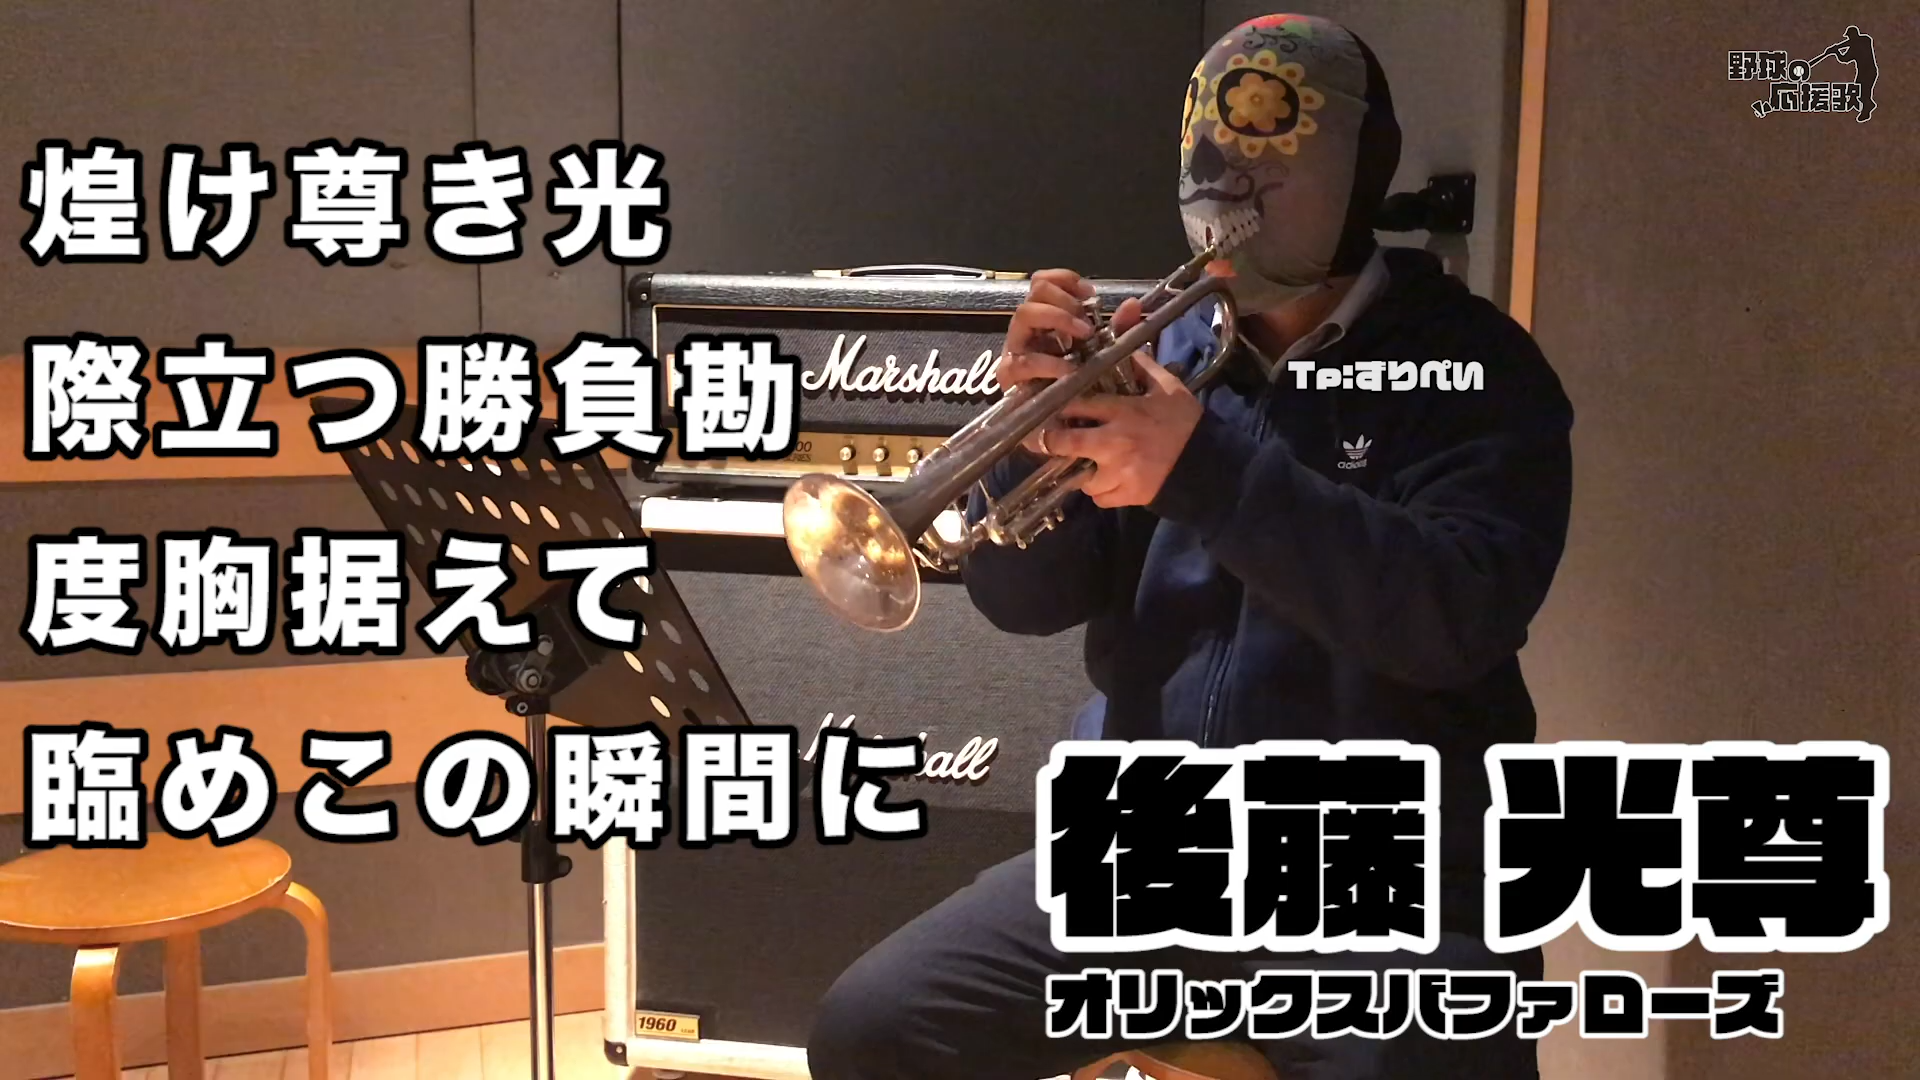 野球の
応援歌
煌け尊き光
際立つ勝負勘
度胸据えて
臨めこの瞬間に
Marshall
Tp:ずりぺい
adidas
Marshall
1960
後藤 光尊
オリックスバファローズ